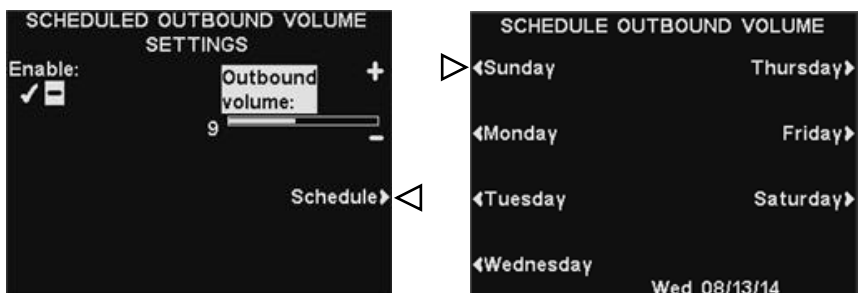 SCHEDULED OUTBOUND VOLUME
SETTINGS
Enable:
Outbound
volume:
+
9
-
Schedule
SCHEDULE OUTBOUND VOLUME
Sunday
Thursday
Monday
Friday
Tuesday
Saturday
Wednesday
Wed 08/13/14